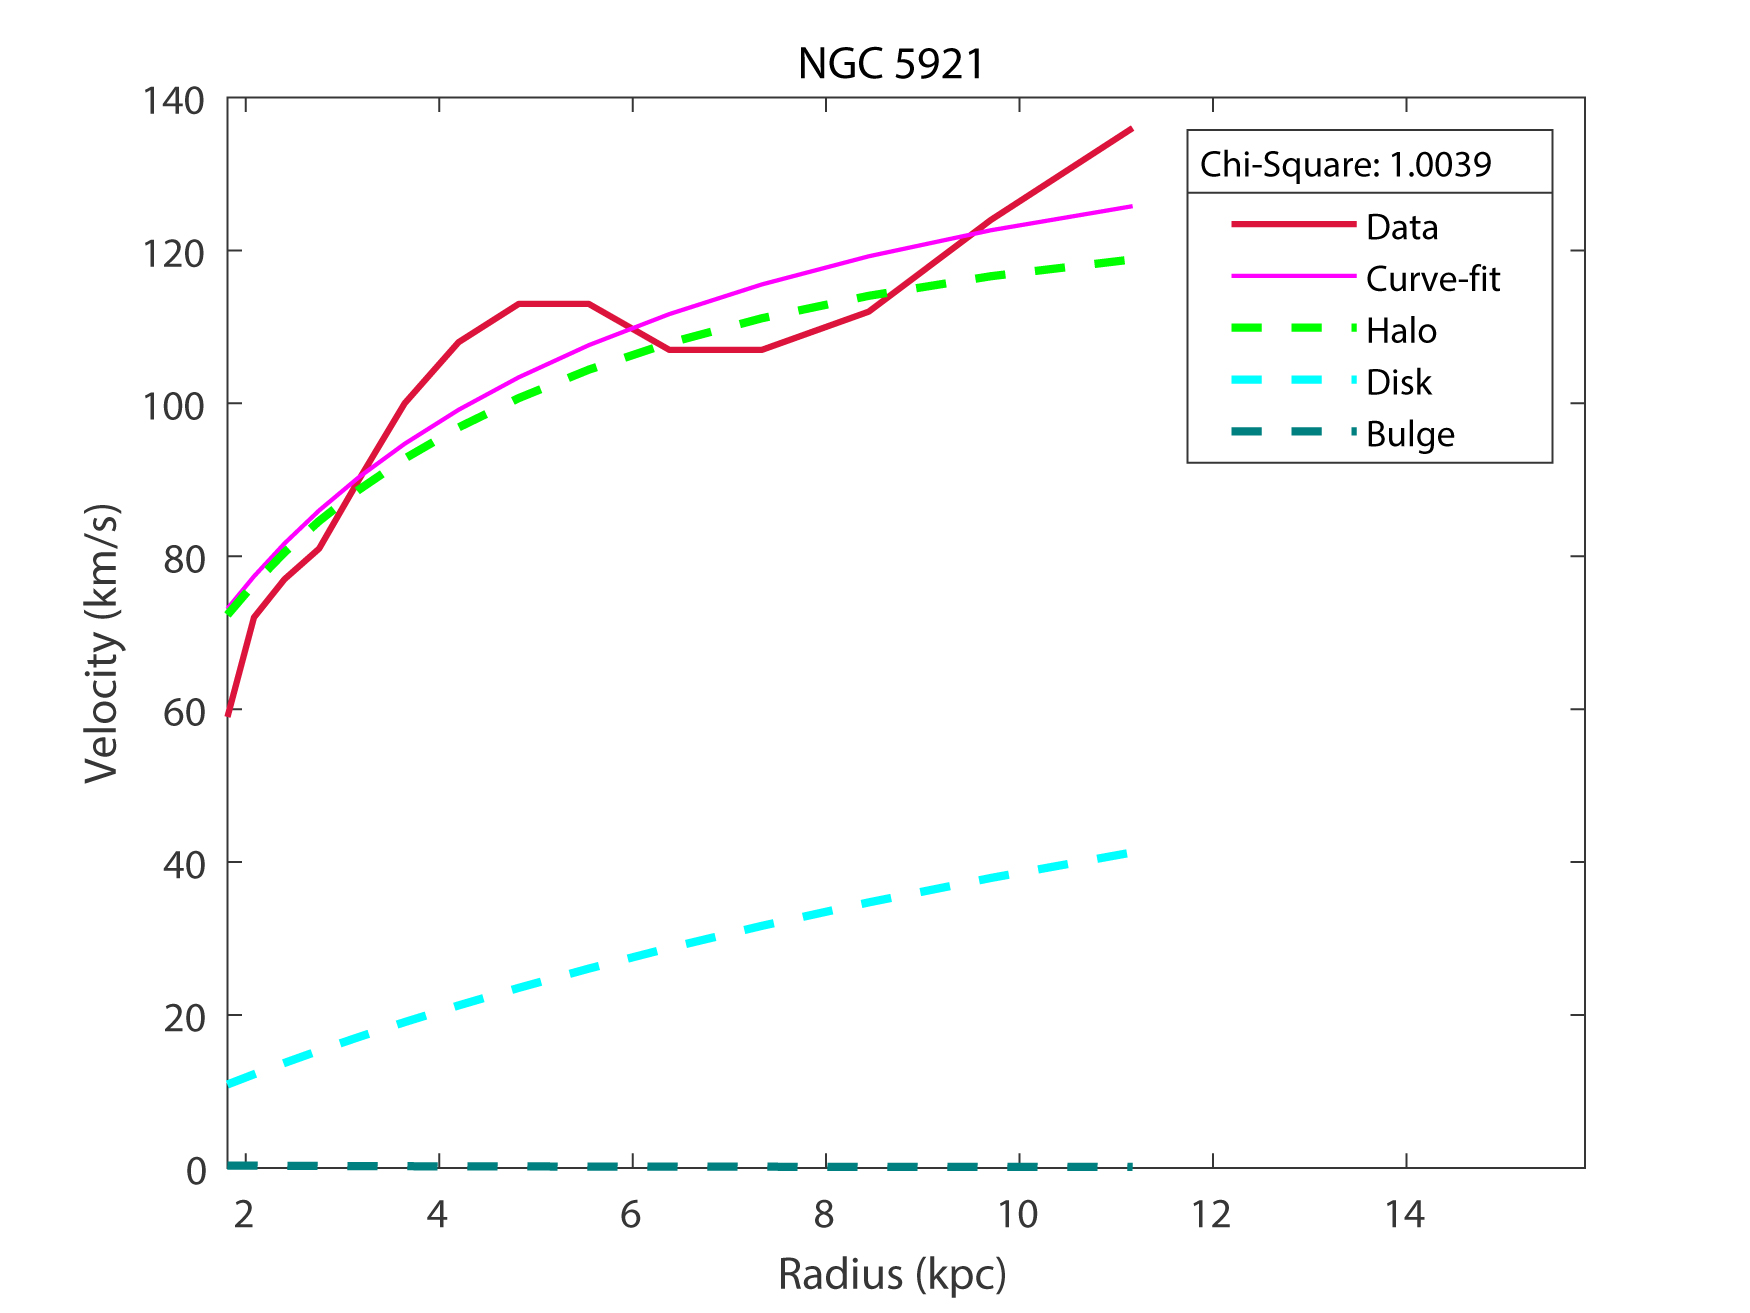 NGC 5921
140
120
100
80
60
40
20
0
Velocity (km/s)
Chi-Square: 1.0039
Data
Curve-fit
Halo
Disk
Bulge
2 4 6 8 10 12 14
Radius (kpc)